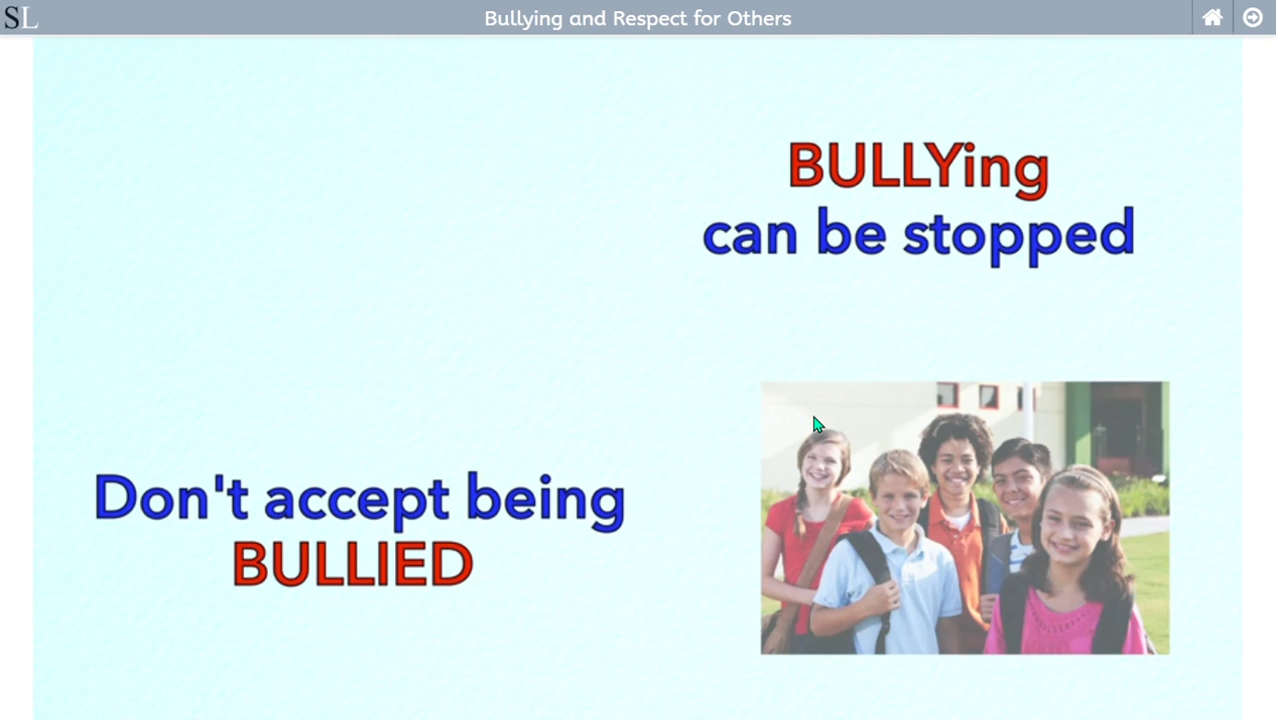 SL
Bullying and Respect for Others
BULLYing
can be stopped
Don't accept being
BULLIED